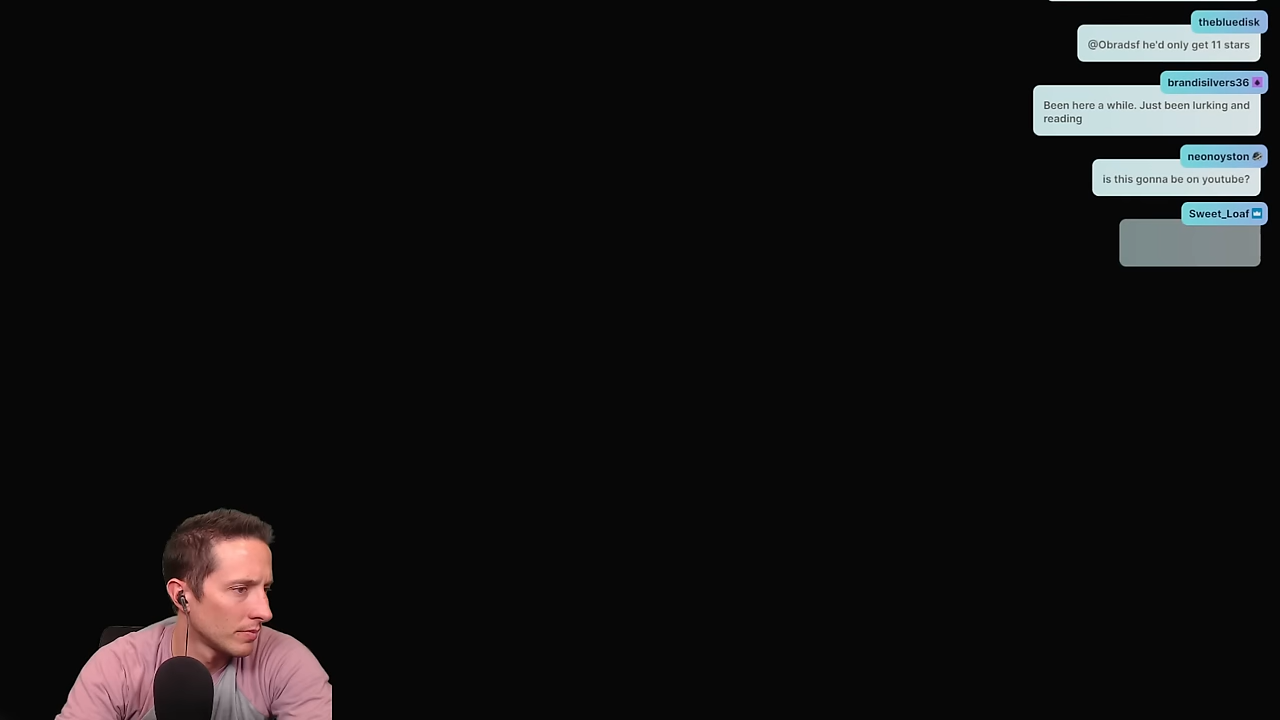 thebluedisk
@Obradsf he'd only get 11 stars
brandisilvers36
Been here a while. Just been lurking and
reading
neonoyston
is this gonna be on youtube?
Sweet_Loaf